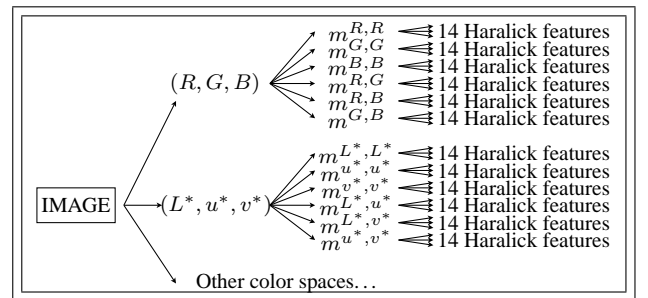 m^{R,R} 14 Haralick features
m^{G,G} 14 Haralick features
m^{B,B} 14 Haralick features
(R, G, B) m^{R,G} 14 Haralick features
m^{R,B} 14 Haralick features
m^{G,B} 14 Haralick features
m^{L*,L*} 14 Haralick features
m^{u*,u*} 14 Haralick features
m^{v*,v*} 14 Haralick features
IMAGE (L*, u*, v*) m^{L*,u*} 14 Haralick features
m^{L*,v*} 14 Haralick features
m^{u*,v*} 14 Haralick features
Other color spaces...